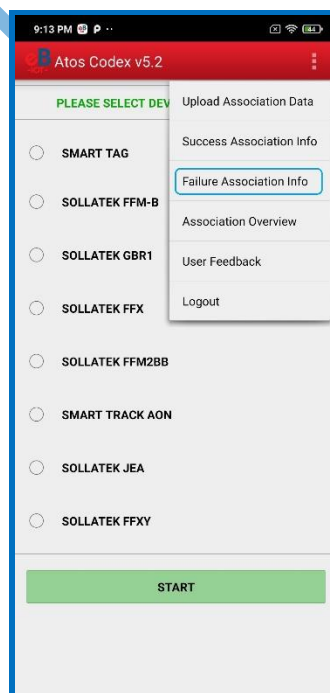 9:13 PM
84
eB Atos Codex v5.2
PLEASE SELECT DEV
Upload Association Data
Success Association Info
Failure Association Info
Association Overview
User Feedback
Logout
SMART TAG
SOLLATEK FFM-B
SOLLATEK GBR1
SOLLATEK FFX
SOLLATEK FFM2BB
SMART TRACK AON
SOLLATEK JEA
SOLLATEK FFXY
START